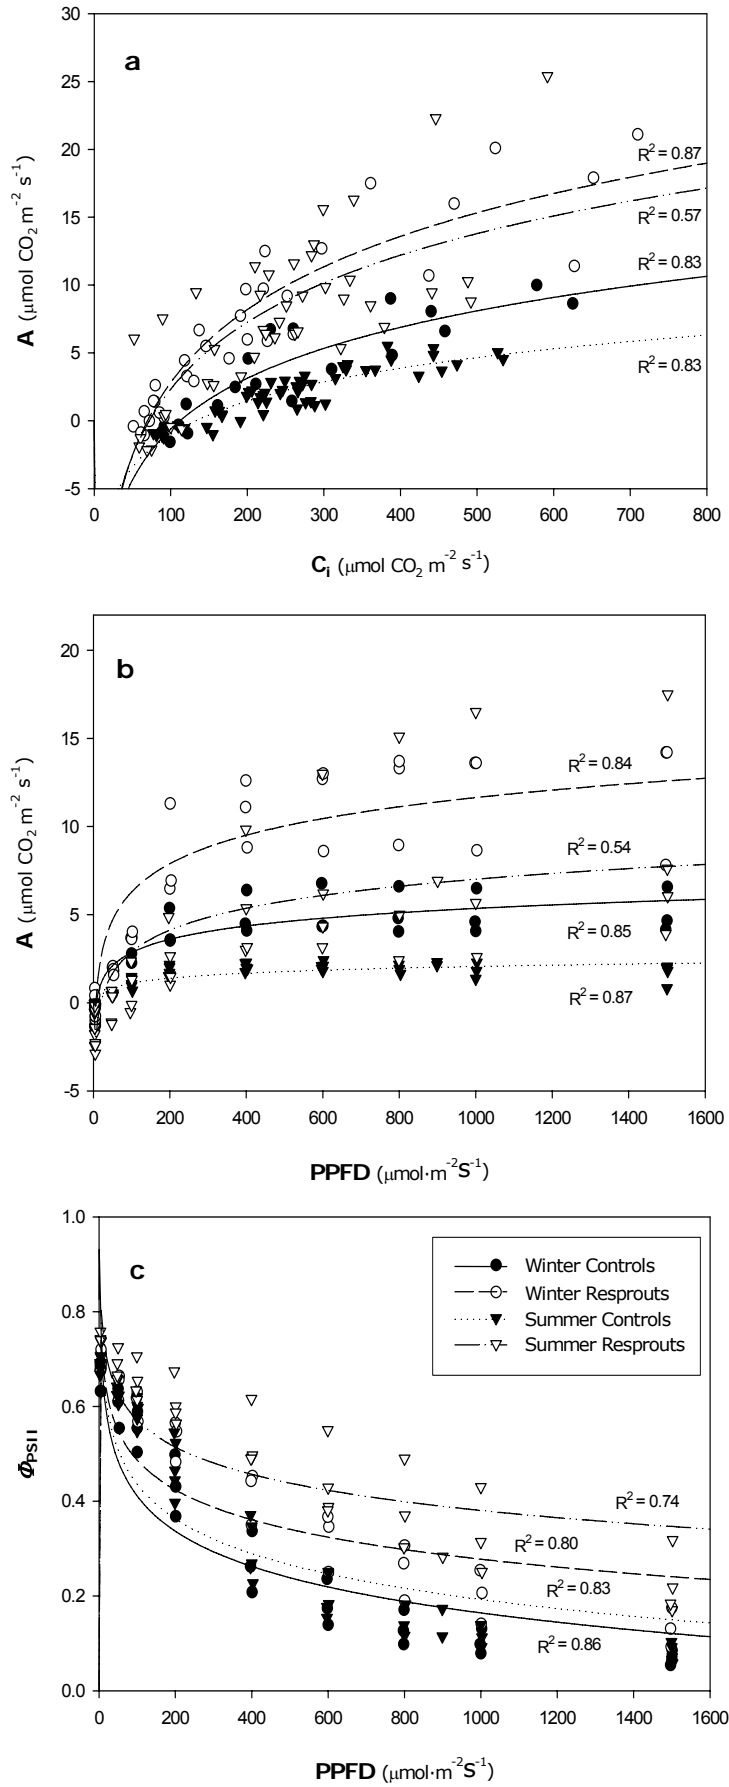 a
30
25
20
15
10
5
0
-5
A (μmol CO₂ m⁻² s⁻¹)
R² = 0.87
R² = 0.57
R² = 0.83
R² = 0.83
0 100 200 300 400 500 600 700 800
Cᵢ (μmol CO₂ m⁻² s⁻¹)
b
20
15
10
5
0
-5
A (μmol CO₂ m⁻² s⁻¹)
R² = 0.84
R² = 0.54
R² = 0.85
R² = 0.87
0 200 400 600 800 1000 1200 1400 1600
PPFD (μmol·m⁻²S⁻¹)
c
1.0
0.8
0.6
0.4
0.2
0.0
Φ_PSII
Winter Controls
Winter Resprouts
Summer Controls
Summer Resprouts
R² = 0.74
R² = 0.80
R² = 0.83
R² = 0.86
0 200 400 600 800 1000 1200 1400 1600
PPFD (μmol·m⁻²S⁻¹)